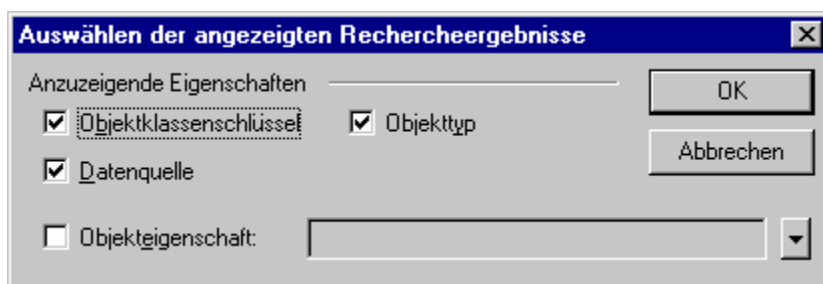 Auswählen der angezeigten Rechercheergebnisse
Anzuzeigende Eigenschaften
OK
Objektklassenschlüssel Objekttyp
Abbrechen
Datenquelle
Objekteigenschaft: